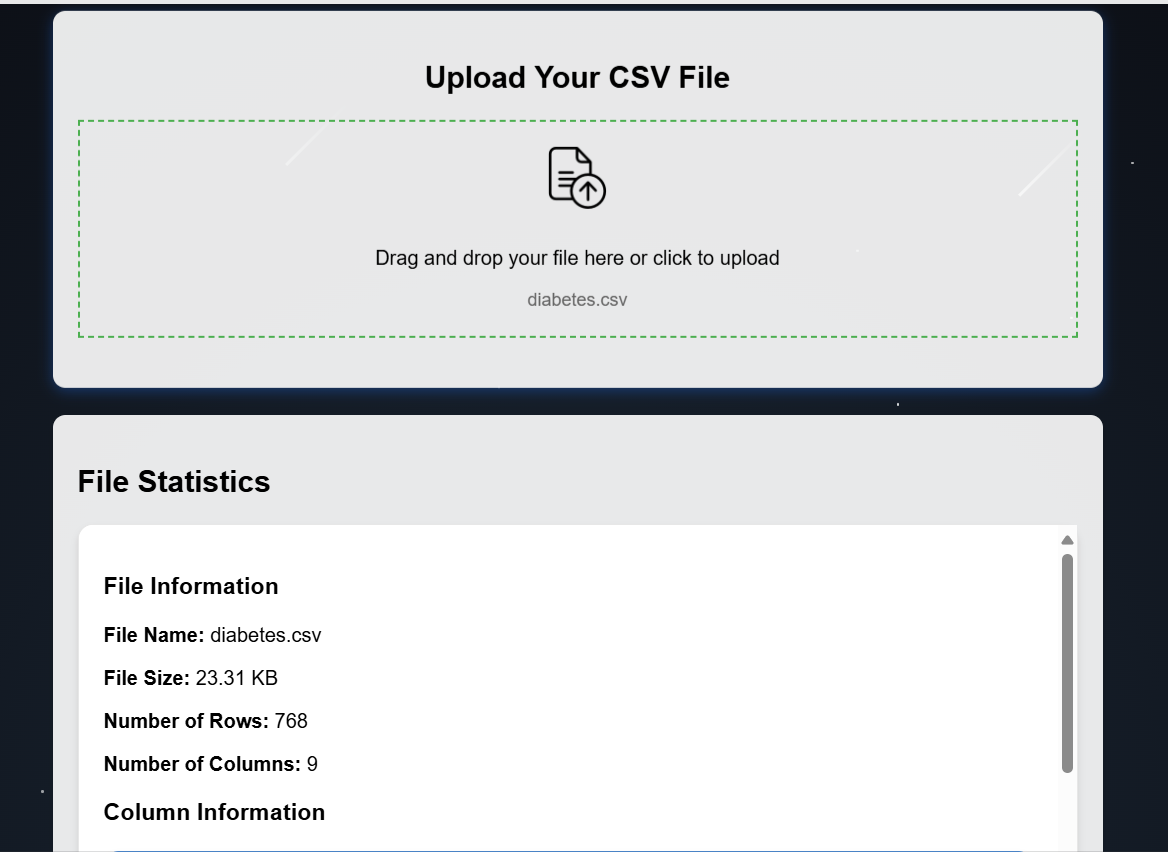 Upload Your CSV File
Drag and drop your file here or click to upload
diabetes.csv
File Statistics
File Information
File Name: diabetes.csv
File Size: 23.31 KB
Number of Rows: 768
Number of Columns: 9
Column Information